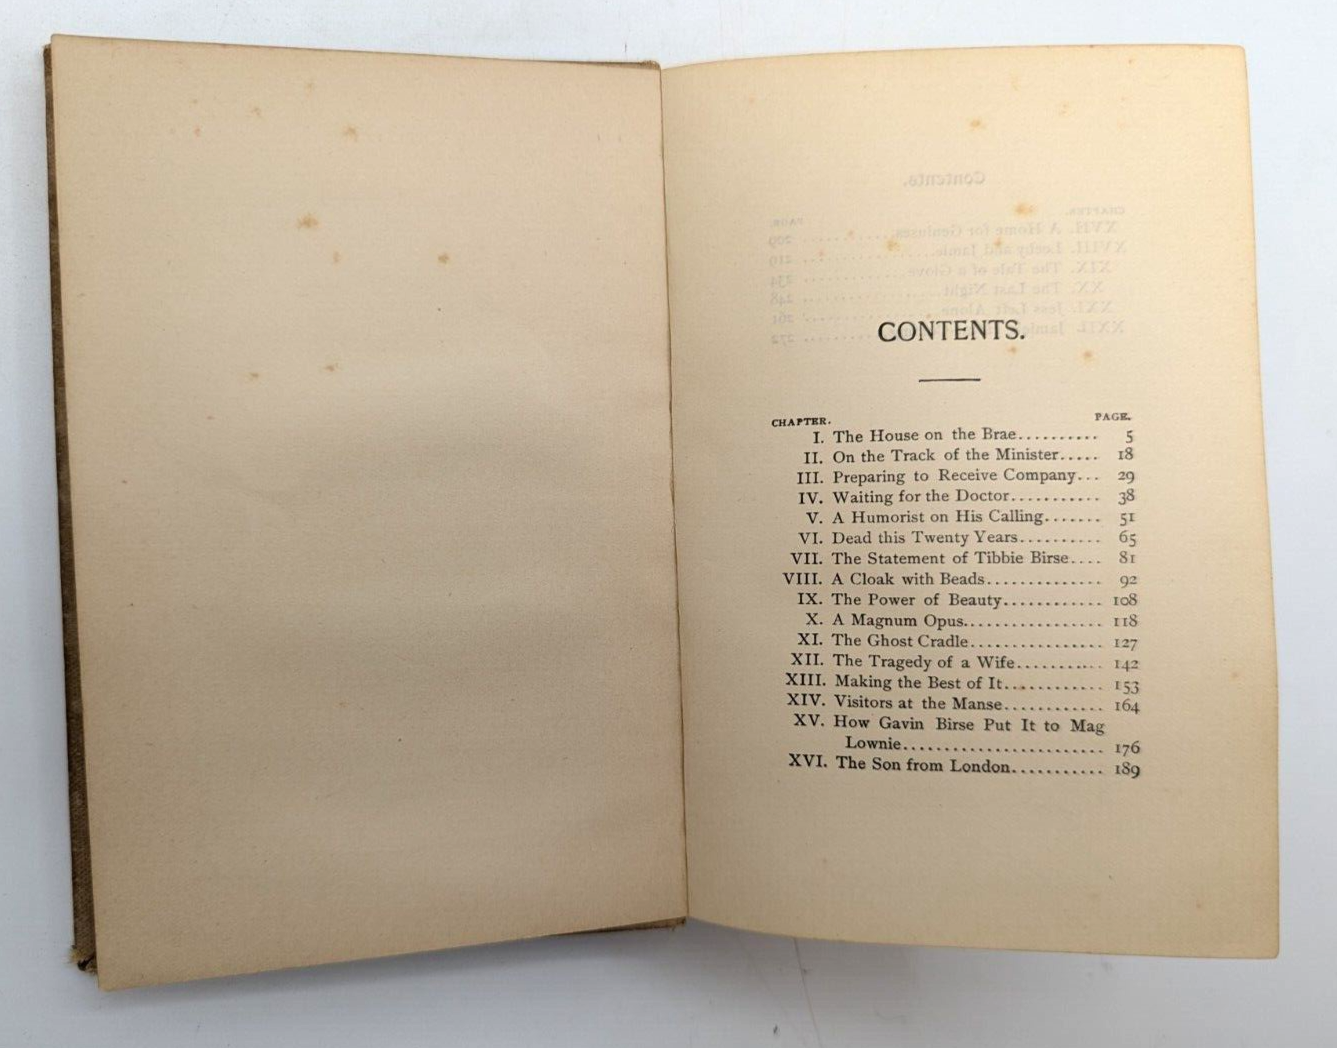 CONTENTS.
CHAPTER. PAGE.
I. The House on the Brae.......... 5
II. On the Track of the Minister..... 18
III. Preparing to Receive Company... 29
IV. Waiting for the Doctor........... 38
V. A Humorist on His Calling....... 51
VI. Dead this Twenty Years.......... 65
VII. The Statement of Tibbie Birse.... 81
VIII. A Cloak with Beads.............. 92
IX. The Power of Beauty............ 108
X. A Magnum Opus................. 118
XI. The Ghost Cradle................ 127
XII. The Tragedy of a Wife........... 142
XIII. Making the Best of It............ 153
XIV. Visitors at the Manse............ 164
XV. How Gavin Birse Put It to Mag
Lownie........................ 176
XVI. The Son from London........... 189